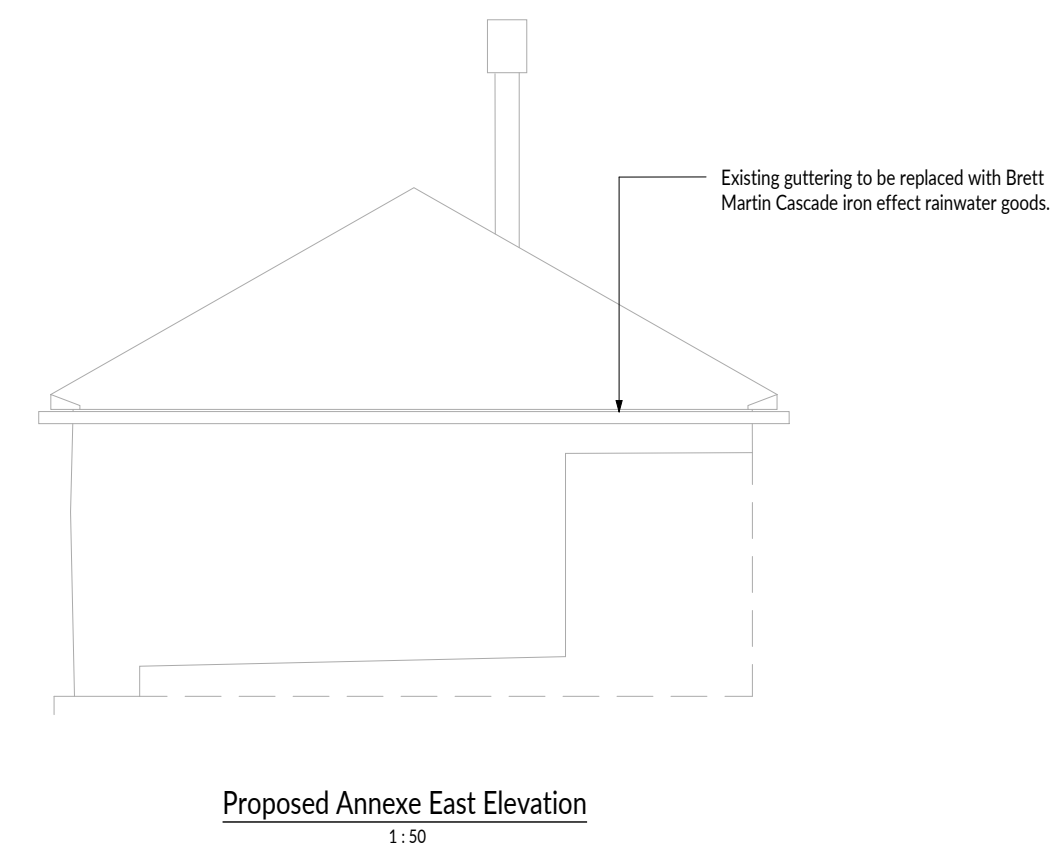 Existing guttering to be replaced with Brett
Martin Cascade iron effect rainwater goods.
Proposed Annexe East Elevation
1 : 50